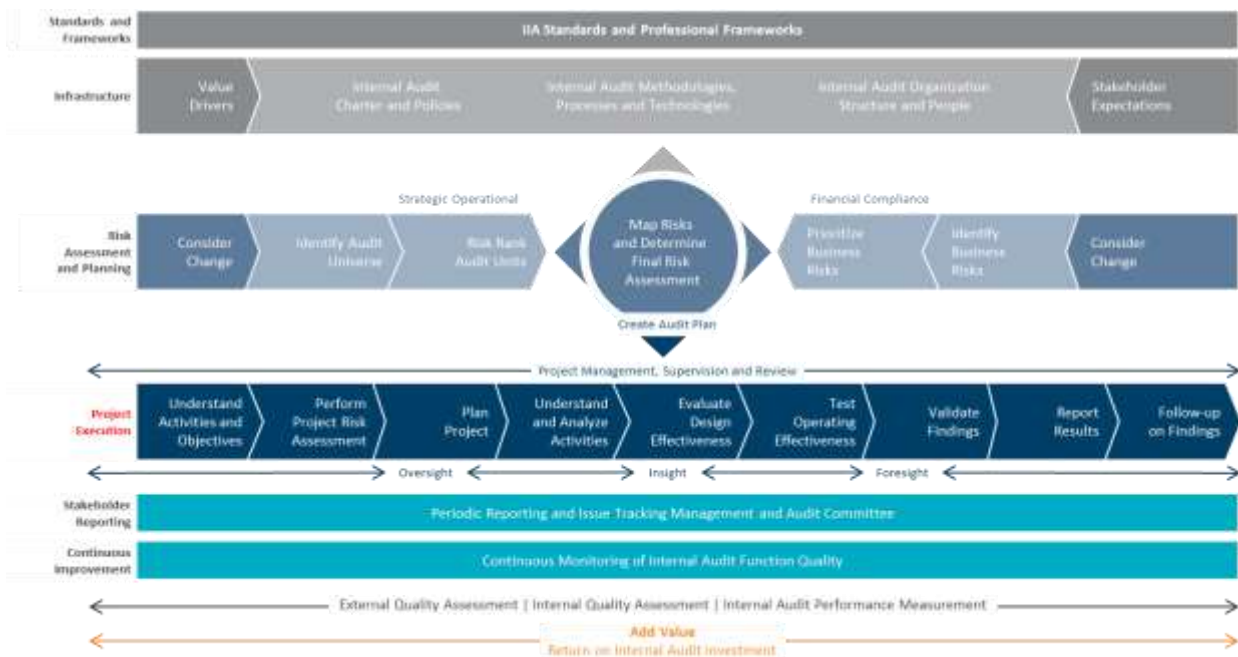 Standards and
Frameworks
IIA Standards and Professional Frameworks
Infrastructure
Value
Drivers
Internal Audit
Charter and Policies
Internal Audit Methodologies,
Processes and Technologies
Internal Audit Organization
Structure and People
Stakeholder
Expectations
Strategic Operational
Financial Compliance
Risk
Assessment
and Planning
Consider
Change
Identify Audit
Universe
Risk Rank
Audit Units
Map Risks
and Determine
Final Risk
Assessment
Prioritize
Business
Risks
Identify
Business
Risks
Consider
Change
Create Audit Plan
Project Management, Supervision and Review
Project
Execution
Understand
Activities and
Objectives
Perform
Project Risk
Assessment
Plan
Project
Understand
and Analyze
Activities
Evaluate
Design
Effectiveness
Test
Operating
Effectiveness
Validate
Findings
Report
Results
Follow-up
on Findings
Oversight
Insight
Foresight
Stakeholder
Reporting
Periodic Reporting and Issue Tracking Management and Audit Committee
Continuous
Improvement
Continuous Monitoring of Internal Audit Function Quality
External Quality Assessment | Internal Quality Assessment | Internal Audit Performance Measurement
Add Value
Return on Internal Audit Investment